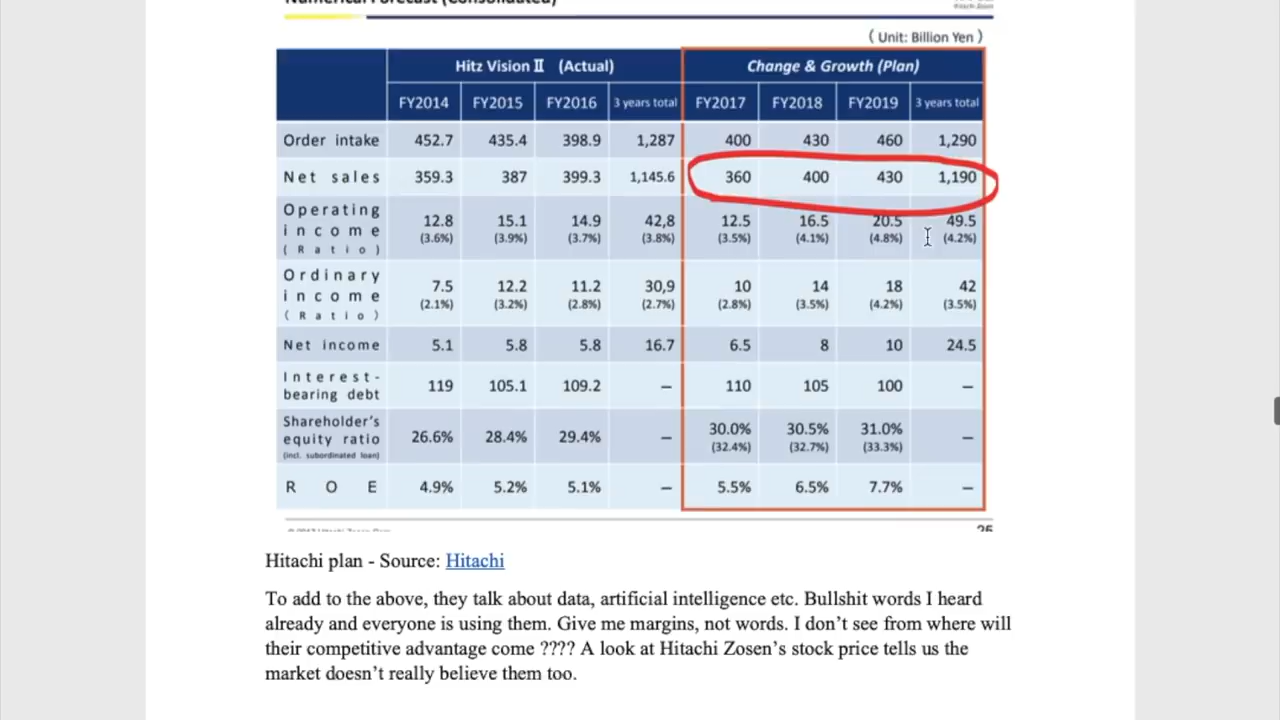 Numerical Forecast (Consolidated)
Hitachi Zosen
( Unit: Billion Yen )
Hitz Vision Ⅱ (Actual) Change & Growth (Plan)
FY2014 FY2015 FY2016 3 years total FY2017 FY2018 FY2019 3 years total
Order intake 452.7 435.4 398.9 1,287 400 430 460 1,290
Net sales 359.3 387 399.3 1,145.6 360 400 430 1,190
Operating
income 12.8 15.1 14.9 42,8 12.5 16.5 20.5 49.5
(Ratio) (3.6%) (3.9%) (3.7%) (3.8%) (3.5%) (4.1%) (4.8%) (4.2%)
Ordinary
income 7.5 12.2 11.2 30,9 10 14 18 42
(Ratio) (2.1%) (3.2%) (2.8%) (2.7%) (2.8%) (3.5%) (4.2%) (3.5%)
Net income 5.1 5.8 5.8 16.7 6.5 8 10 24.5
Interest-
bearing debt 119 105.1 109.2 – 110 105 100 –
Shareholder's
equity ratio 26.6% 28.4% 29.4% – 30.0% 30.5% 31.0% –
(incl. subordinated loan) (32.4%) (32.7%) (33.3%)
R O E 4.9% 5.2% 5.1% – 5.5% 6.5% 7.7% –
25
Hitachi plan - Source: Hitachi
To add to the above, they talk about data, artificial intelligence etc. Bullshit words I heard
already and everyone is using them. Give me margins, not words. I don’t see from where will
their competitive advantage come ???? A look at Hitachi Zosen’s stock price tells us the
market doesn’t really believe them too.